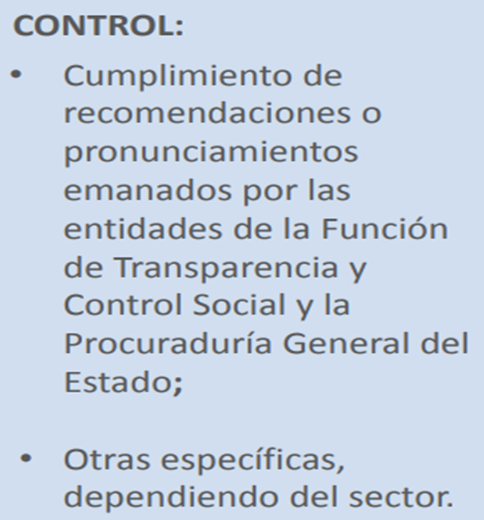 CONTROL:
• Cumplimiento de
recomendaciones o
pronunciamientos
emanados por las
entidades de la Función
de Transparencia y
Control Social y la
Procuraduría General del
Estado;
• Otras específicas,
dependiendo del sector.